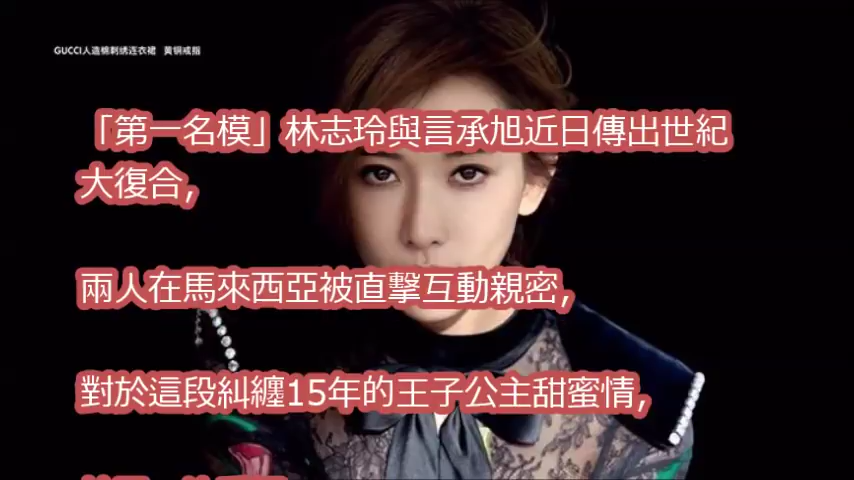 GUCCI人造棉刺绣连衣裙 黄铜戒指
「第一名模」林志玲與言承旭近日傳出世紀
大復合，
兩人在馬來西亞被直擊互動親密，
對於這段糾纏15年的王子公主甜蜜情，